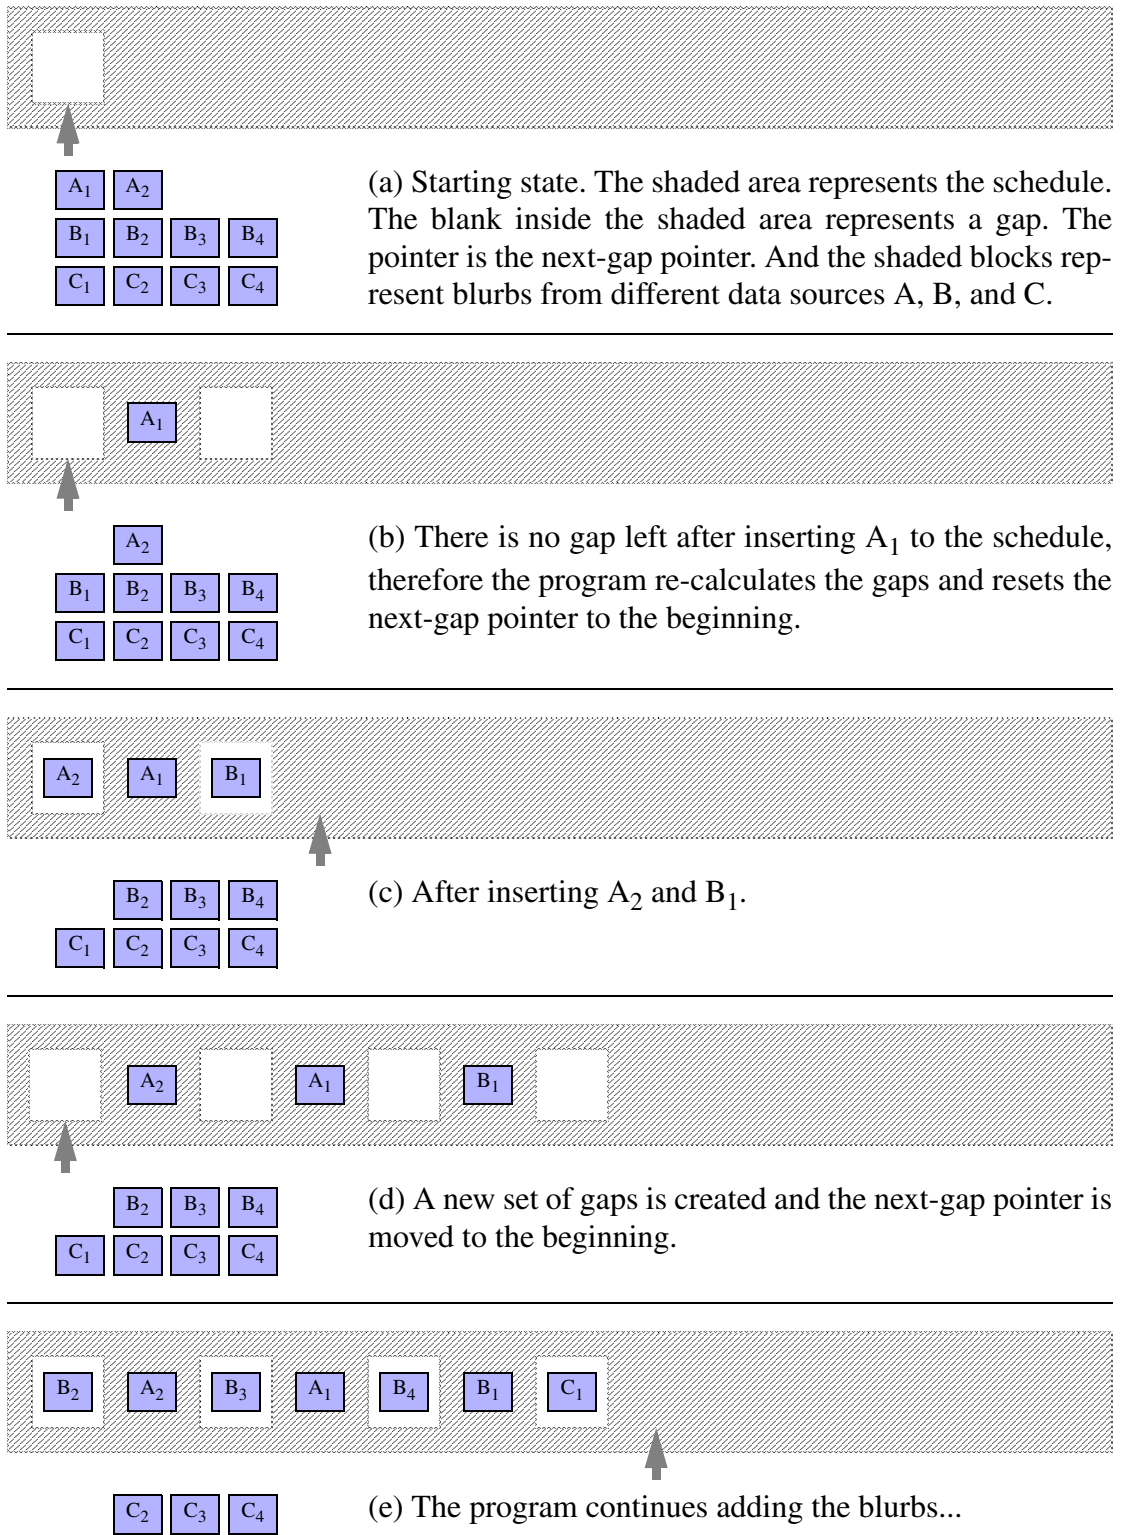 A1 A2
B1 B2 B3 B4
C1 C2 C3 C4
(a) Starting state. The shaded area represents the schedule.
The blank inside the shaded area represents a gap. The
pointer is the next-gap pointer. And the shaded blocks rep-
resent blurbs from different data sources A, B, and C.
A1
A2
B1 B2 B3 B4
C1 C2 C3 C4
(b) There is no gap left after inserting A1 to the schedule,
therefore the program re-calculates the gaps and resets the
next-gap pointer to the beginning.
A2 A1 B1
B2 B3 B4
C1 C2 C3 C4
(c) After inserting A2 and B1.
A2 A1 B1
B2 B3 B4
C1 C2 C3 C4
(d) A new set of gaps is created and the next-gap pointer is
moved to the beginning.
B2 A2 B3 A1 B4 B1 C1
C2 C3 C4
(e) The program continues adding the blurbs...